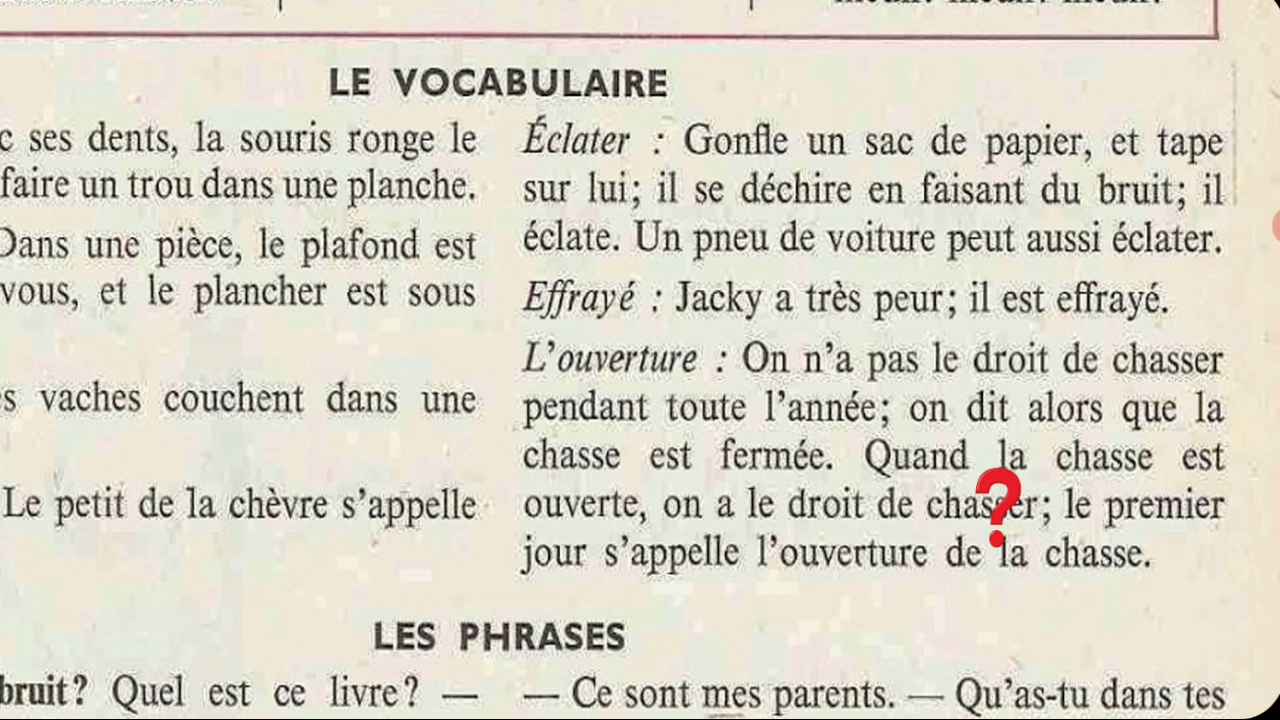 LE VOCABULAIRE
c ses dents, la souris ronge le
faire un trou dans une planche.
Dans une pièce, le plafond est
vous, et le plancher est sous
s vaches couchent dans une
Le petit de la chèvre s'appelle
Éclater : Gonfle un sac de papier, et tape
sur lui; il se déchire en faisant du bruit; il
éclate. Un pneu de voiture peut aussi éclater.
Effrayé : Jacky a très peur; il est effrayé.
L'ouverture : On n'a pas le droit de chasser
pendant toute l'année; on dit alors que la
chasse est fermée. Quand la chasse est
ouverte, on a le droit de chasser; le premier
jour s'appelle l'ouverture de la chasse.
❓
LES PHRASES
bruit? Quel est ce livre? —
— Ce sont mes parents. — Qu'as-tu dans tes